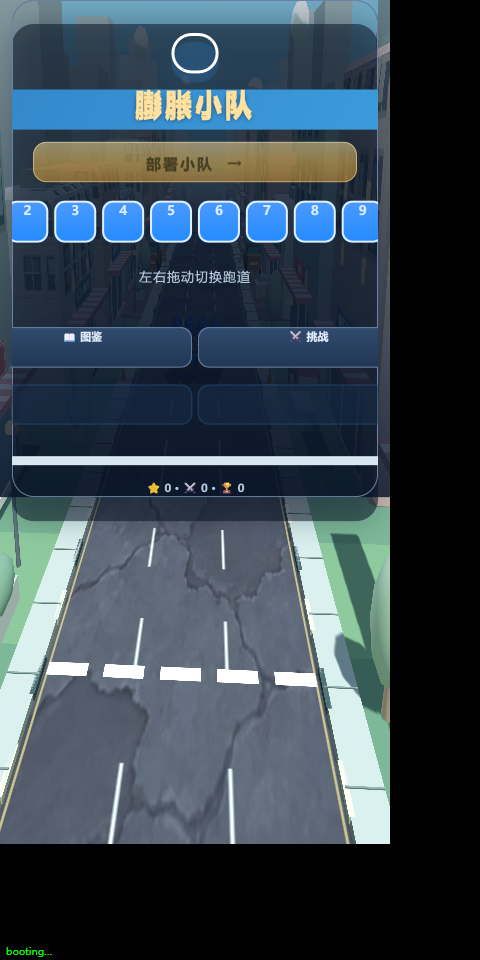 膨胀小队
部署小队 →
2 3 4 5 6 7 8 9
左右拖动切换跑道
📖 图鉴 ⚔ 挑战
⭐ 0 • ⚔ 0 • 🏆 0
booting...